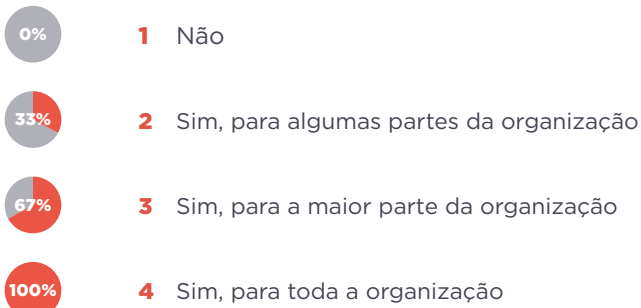 0% 1 Não
33% 2 Sim, para algumas partes da organização
67% 3 Sim, para a maior parte da organização
100% 4 Sim, para toda a organização